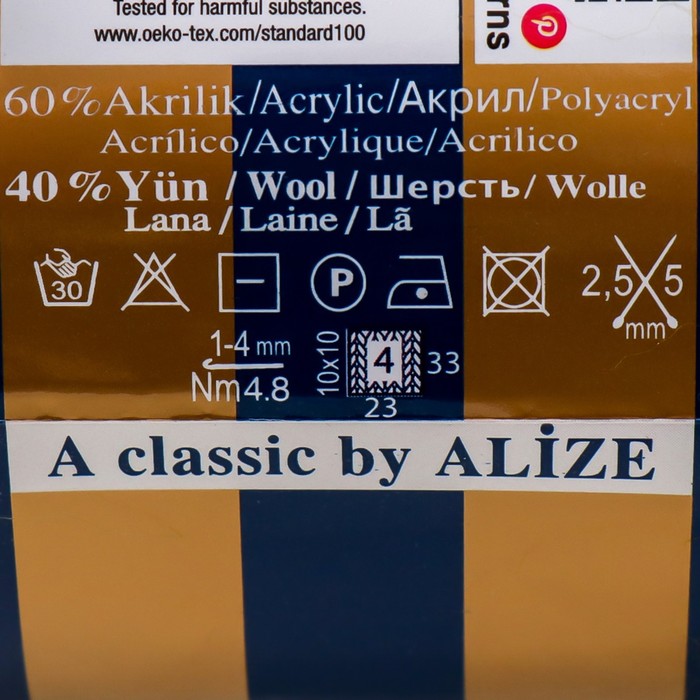 Tested for harmful substances.
www.oeko-tex.com/standard100
rns
60 % Akrilik/Acrylic/Акрил/Polyacryl
Acrílico/Acrylique/Acrilico
40 % Yün / Wool / Шерсть/ Wolle
Lana / Laine / Lã
30
P
2,5 5
mm
1-4 mm
Nm4.8
10x10
4
33
23
A classic by ALİZE